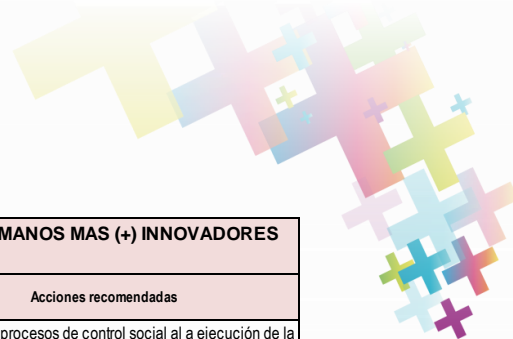 MANOS MAS (+) INNOVADORES
Acciones recomendadas
procesos de control social al a ejecución de la